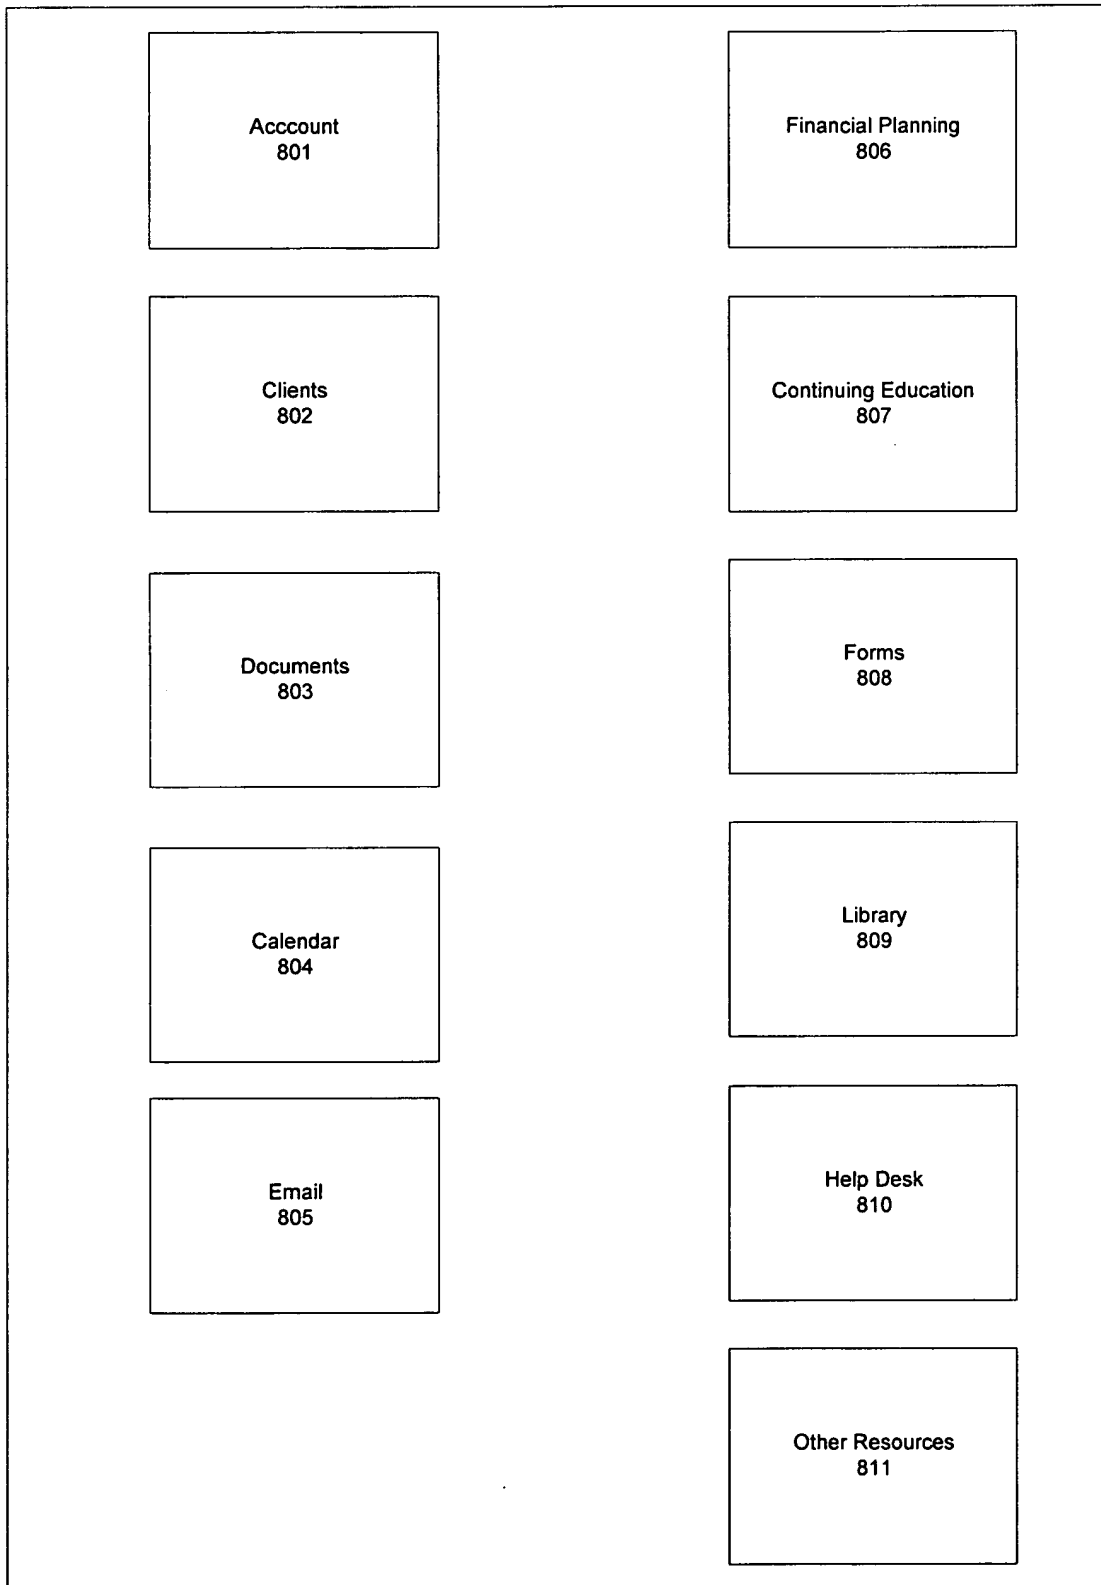 Acccount
801
Clients
802
Documents
803
Calendar
804
Email
805
Financial Planning
806
Continuing Education
807
Forms
808
Library
809
Help Desk
810
Other Resources
811